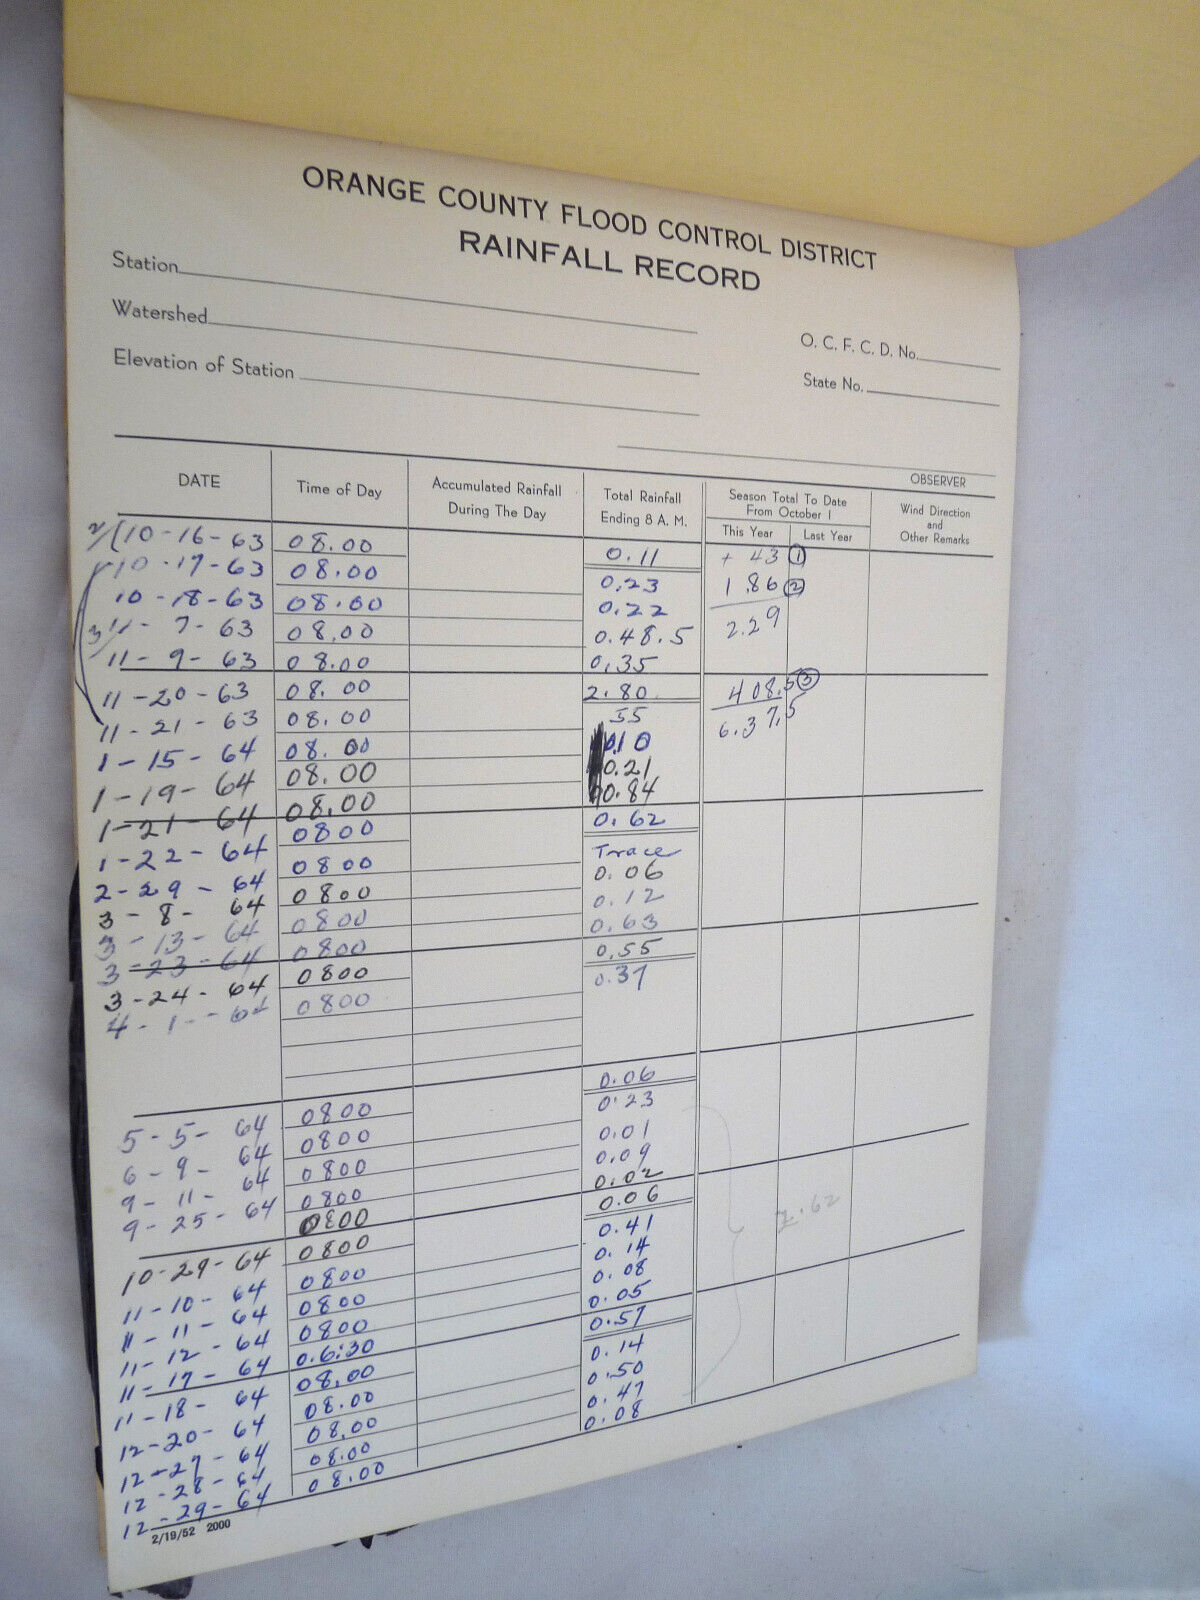 ORANGE COUNTY FLOOD CONTROL DISTRICT
RAINFALL RECORD
Station
Watershed
Elevation of Station
O. C. F. C. D. No.
State No.
OBSERVER
DATE Time of Day Accumulated Rainfall During The Day Total Rainfall Ending 8 A. M. Season Total To Date From October 1 This Year Last Year Wind Direction and Other Remarks
10-16-63 08.00 0.11 + 43 1
10-17-63 08.00 0.23 1.86 2
10-18-63 08.00 0.22 2.29
3/ 11-7-63 08.00 0.48.5
11-9-63 08.00 0.35
11-20-63 08.00 2.80 408.5 3
11-21-63 08.00 55 6.37.5
1-15-64 08.00 0.10
1-19-64 08.00 0.21
1-21-64 08.00 0.84
1-22-64 0800 0.62
2-29-64 0800 Trace
3-8-64 0800 0.06
3-13-64 0800 0.12
3-23-64 0800 0.63
3-24-64 0800 0.55
4-1-64 0800 0.37
0.06
5-5-64 0800 0.23
6-9-64 0800 0.01
9-11-64 0800 0.09
9-25-64 0800 0.02
0800 0.06
10-29-64 0800 0.41
11-10-64 0800 0.14
11-11-64 0800 0.08
11-12-64 0800 0.05
11-17-64 0.6:30 0.57
11-18-64 08.00 0.14
12-20-64 08.00 0.50
12-27-64 08.00 0.47
12-28-64 08.00 0.08
12-29-64 08.00
2.62
2/19/52 2000